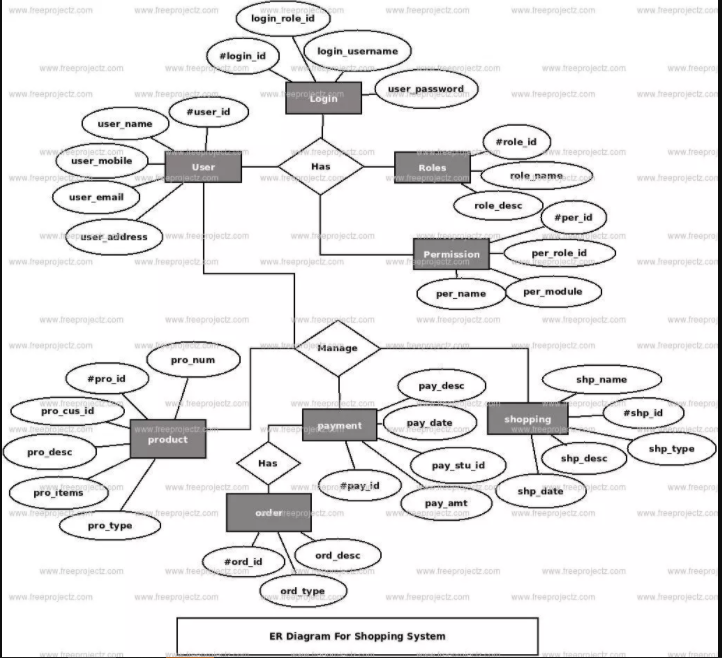 login_role_id
#login_id
login_username
user_password
Login
user_name
#user_id
user_mobile
User
user_email
user_address
Has
Roles
#role_id
role_name
role_desc
#per_id
Permission
per_role_id
per_name
per_module
Manage
pro_num
#pro_id
pro_cus_id
product
pro_desc
pro_items
pro_type
pay_desc
payment
pay_date
pay_stu_id
#pay_id
pay_amt
Has
order
#ord_id
ord_desc
ord_type
shp_name
shopping
#shp_id
shp_type
shp_desc
shp_date
ER Diagram For Shopping System
www.freeprojectz.com